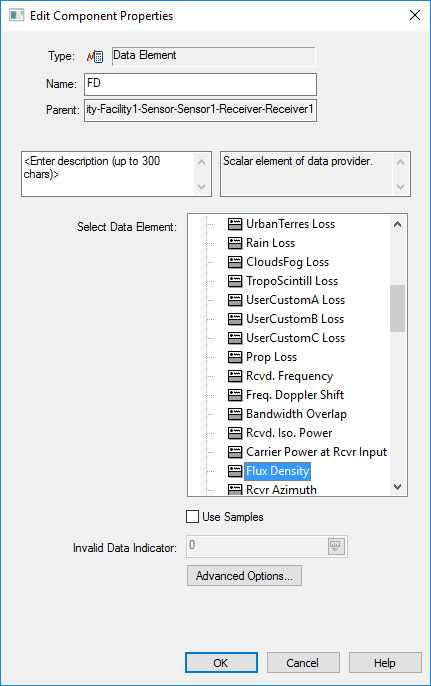 Edit Component Properties
Type: Data Element
Name: FD
Parent: ity-Facility1-Sensor-Sensor1-Receiver-Receiver1
<Enter description (up to 300
chars)>
Scalar element of data provider.
Select Data Element:
UrbanTerres Loss
Rain Loss
CloudsFog Loss
TropoScintill Loss
UserCustomA Loss
UserCustomB Loss
UserCustomC Loss
Prop Loss
Rcvd. Frequency
Freq. Doppler Shift
Bandwidth Overlap
Rcvd. Iso. Power
Carrier Power at Rcvr Input
Flux Density
Rcvr Azimuth
Use Samples
Invalid Data Indicator: 0
Advanced Options...
OK Cancel Help